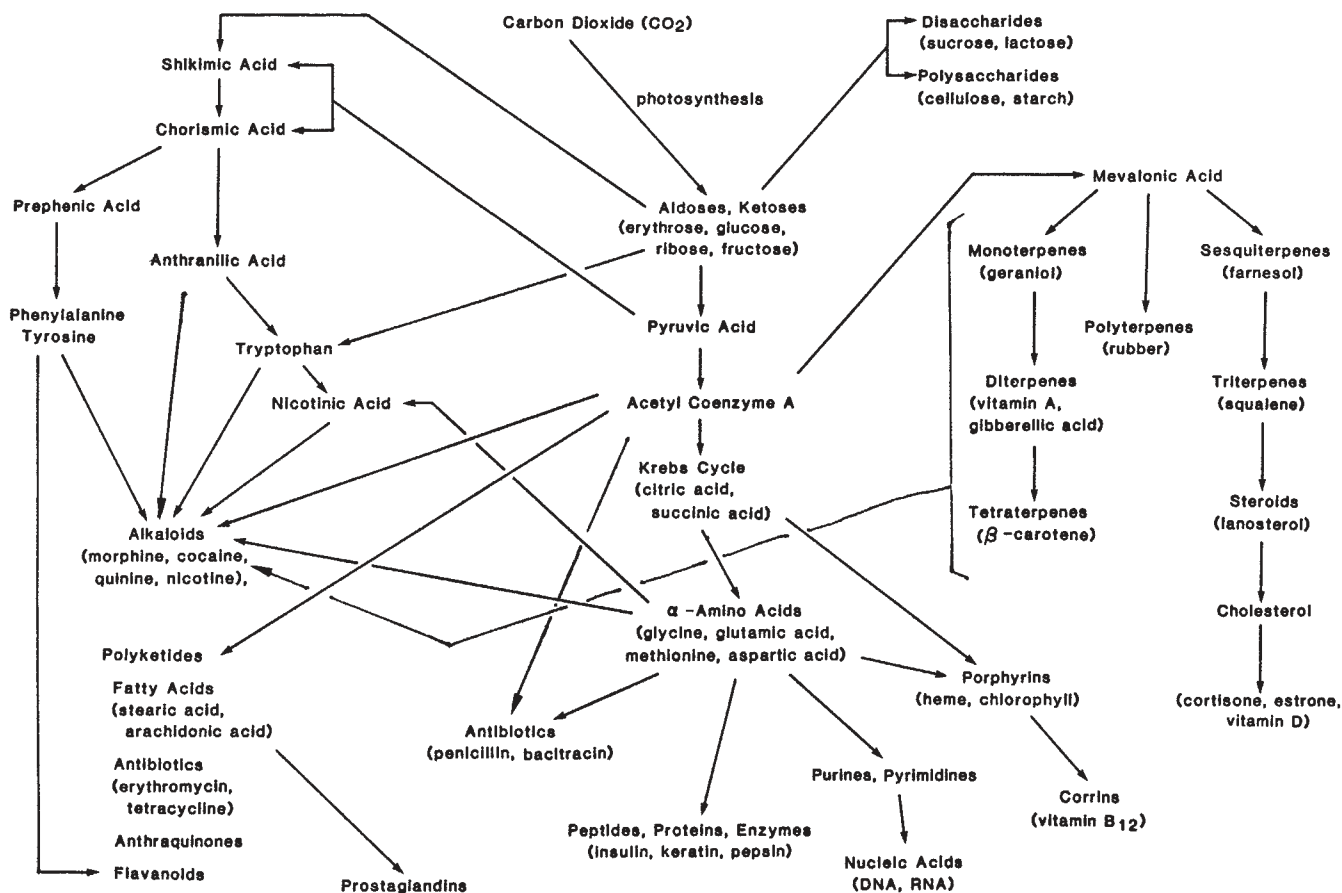 Carbon Dioxide (CO2)
Disaccharides
(sucrose, lactose)
Shikimic Acid
Polysaccharides
(cellulose, starch)
photosynthesis
Chorismic Acid
Mevalonic Acid
Prephenic Acid
Aldoses, Ketoses
(erythrose, glucose,
ribose, fructose)
Monoterpenes
(geraniol)
Sesquiterpenes
(farnesol)
Anthranilic Acid
Phenylalanine
Tyrosine
Pyruvic Acid
Polyterpenes
(rubber)
Tryptophan
Diterpenes
(vitamin A,
gibberellic acid)
Triterpenes
(squalene)
Nicotinic Acid
Acetyl Coenzyme A
Krebs Cycle
(citric acid,
succinic acid)
Steroids
(lanosterol)
Tetraterpenes
(β-carotene)
Alkaloids
(morphine, cocaine,
quinine, nicotine),
α-Amino Acids
(glycine, glutamic acid,
methionine, aspartic acid)
Cholesterol
Polyketides
Porphyrins
(heme, chlorophyll)
Fatty Acids
(stearic acid,
arachidonic acid)
(cortisone, estrone,
vitamin D)
Antibiotics
(penicillin, bacitracin)
Antibiotics
(erythromycin,
tetracycline)
Purines, Pyrimidines
Corrins
(vitamin B12)
Peptides, Proteins, Enzymes
(insulin, keratin, pepsin)
Anthraquinones
Flavanoids
Prostaglandins
Nucleic Acids
(DNA, RNA)